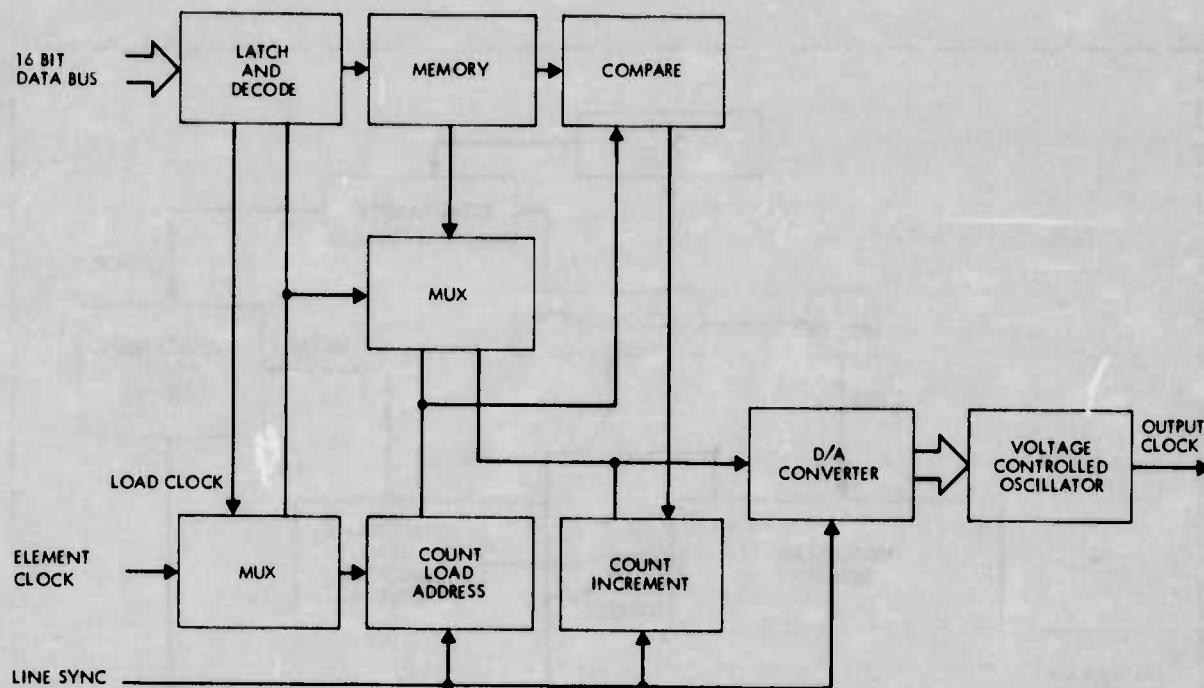 16 BIT
DATA BUS
LATCH
AND
DECODE
MEMORY
COMPARE
MUX
LOAD CLOCK
D/A
CONVERTER
VOLTAGE
CONTROLLED
OSCILLATOR
OUTPUT
CLOCK
ELEMENT
CLOCK
MUX
COUNT
LOAD
ADDRESS
COUNT
INCREMENT
LINE SYNC